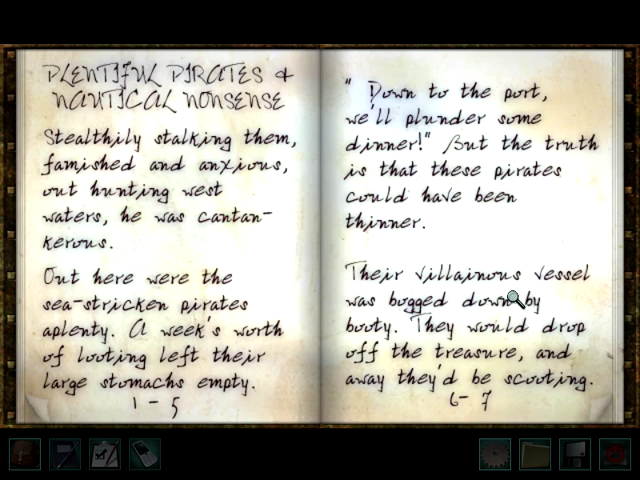 PLENTIFUL PIRATES &
NAUTICAL NONSENSE
Stealthily stalking them,
famished and anxious,
out hunting west
waters, he was cantan-
kerous.
Out here were the
sea-stricken pirates
aplenty. A week's worth
of looting left their
large stomachs empty.
1 - 5
" Down to the port,
we'll plunder some
dinner!" But the truth
is that these pirates
could have been
thinner.
Their villainous vessel
was bogged down by
booty. They would drop
off the treasure, and
away they'd be scooting.
6 - 7